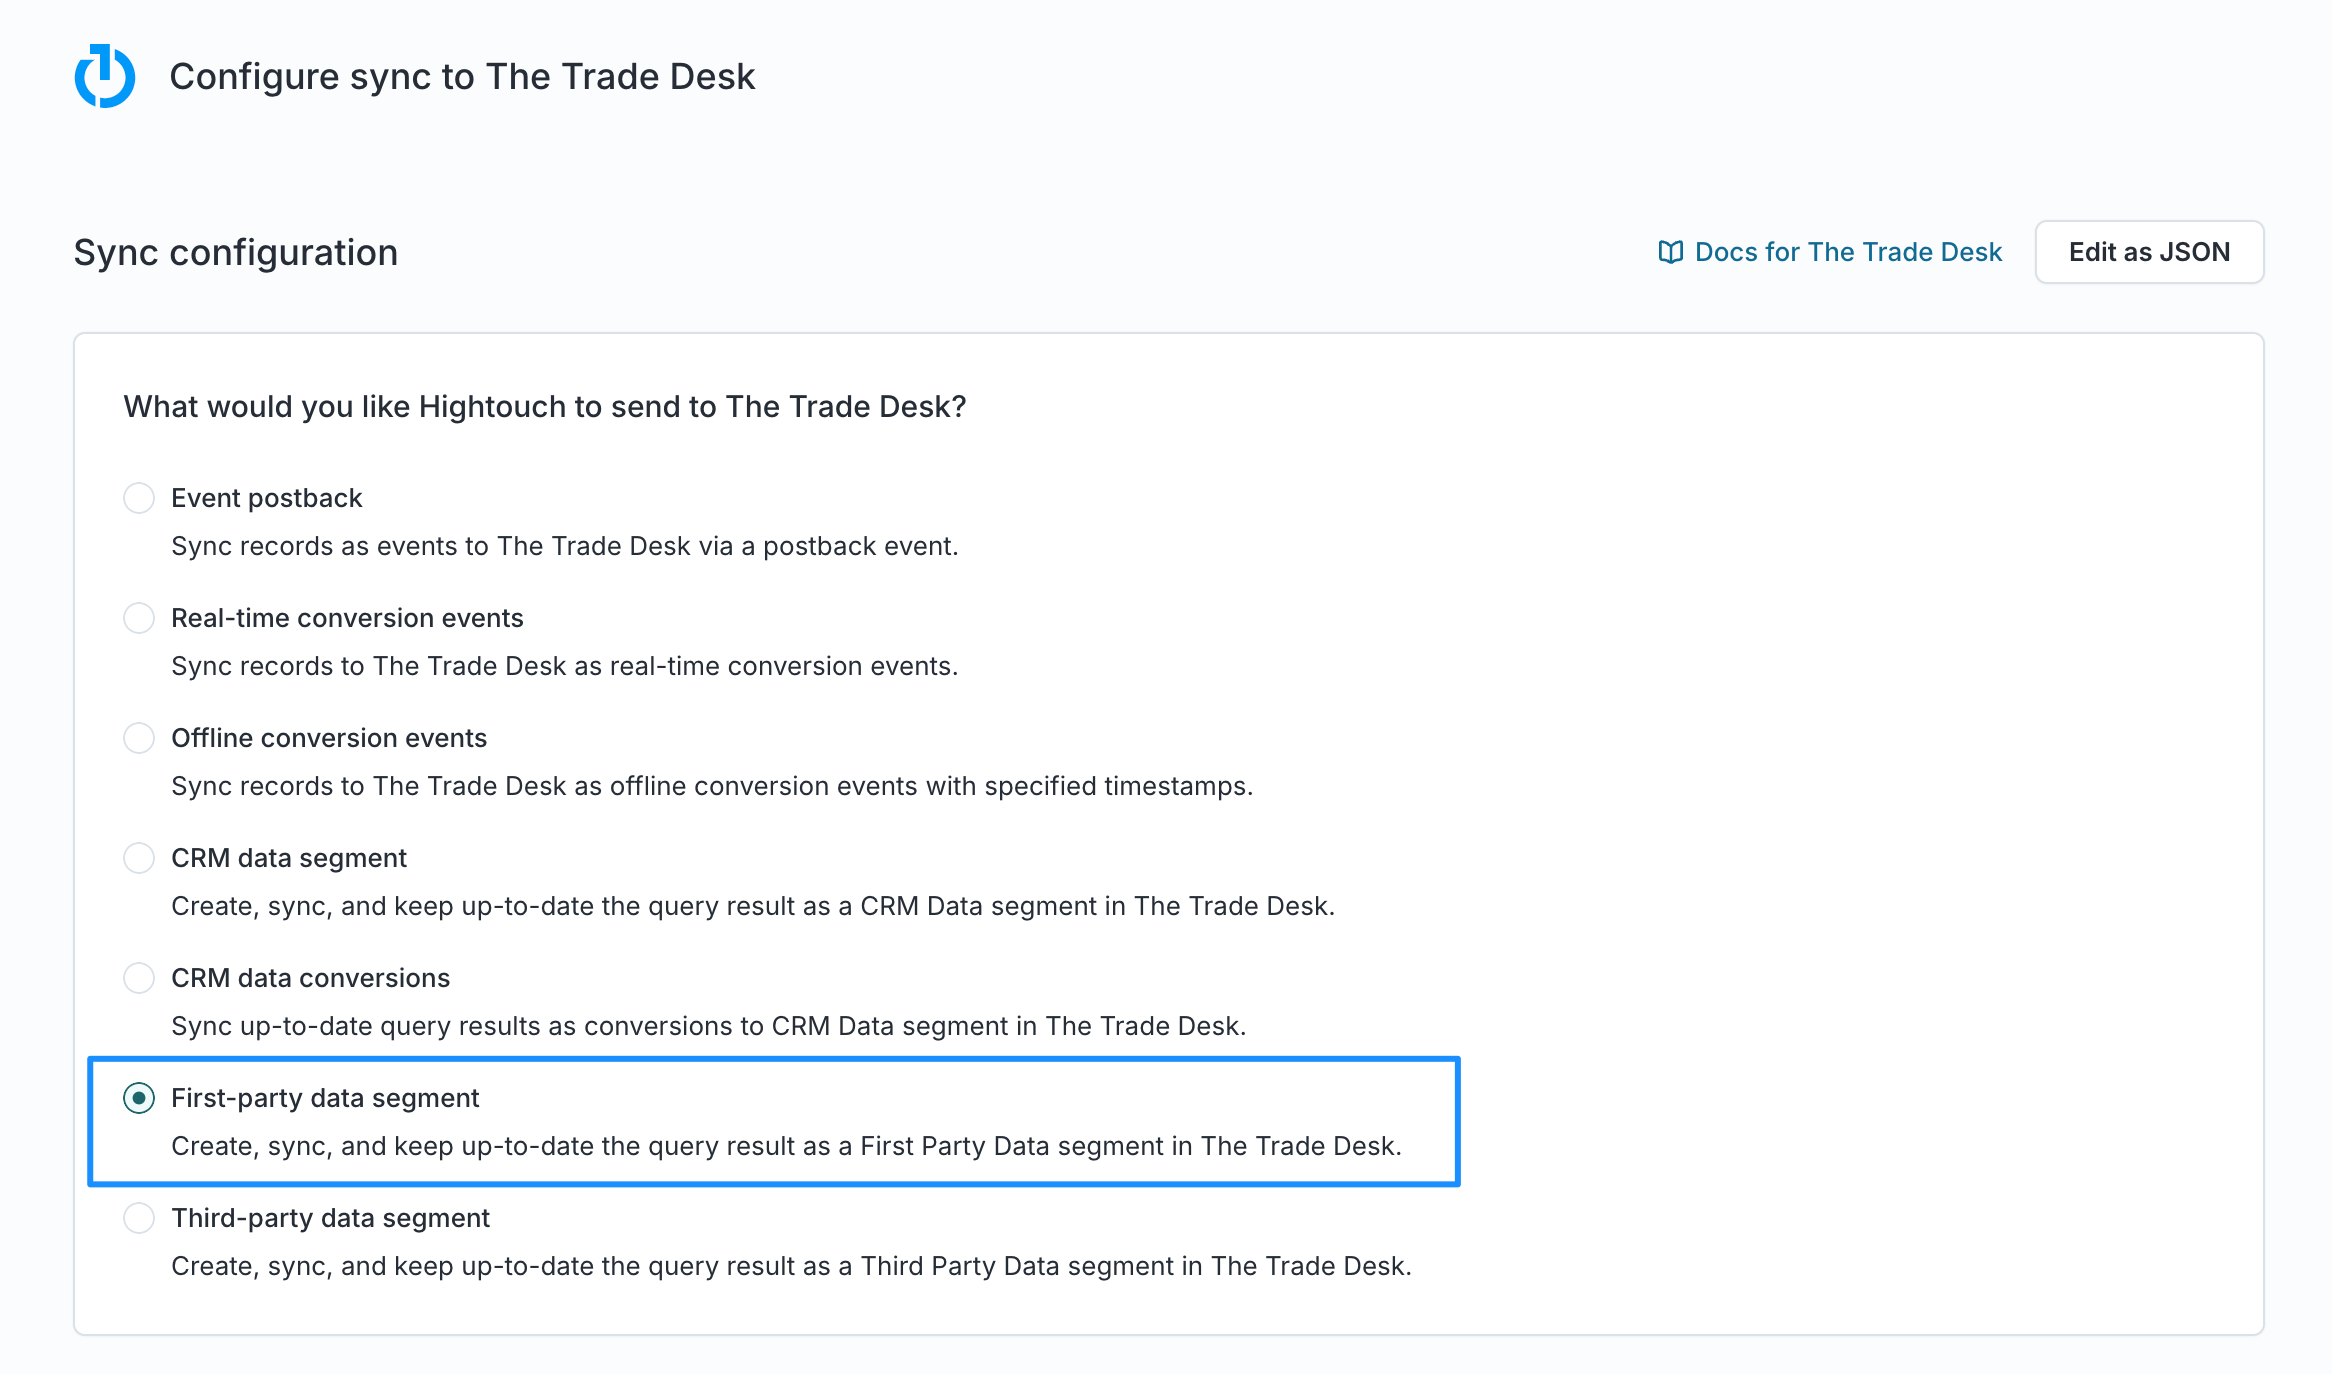 Configure sync to The Trade Desk
Sync configuration
Docs for The Trade Desk
Edit as JSON
What would you like Hightouch to send to The Trade Desk?
Event postback
Sync records as events to The Trade Desk via a postback event.
Real-time conversion events
Sync records to The Trade Desk as real-time conversion events.
Offline conversion events
Sync records to The Trade Desk as offline conversion events with specified timestamps.
CRM data segment
Create, sync, and keep up-to-date the query result as a CRM Data segment in The Trade Desk.
CRM data conversions
Sync up-to-date query results as conversions to CRM Data segment in The Trade Desk.
First-party data segment
Create, sync, and keep up-to-date the query result as a First Party Data segment in The Trade Desk.
Third-party data segment
Create, sync, and keep up-to-date the query result as a Third Party Data segment in The Trade Desk.